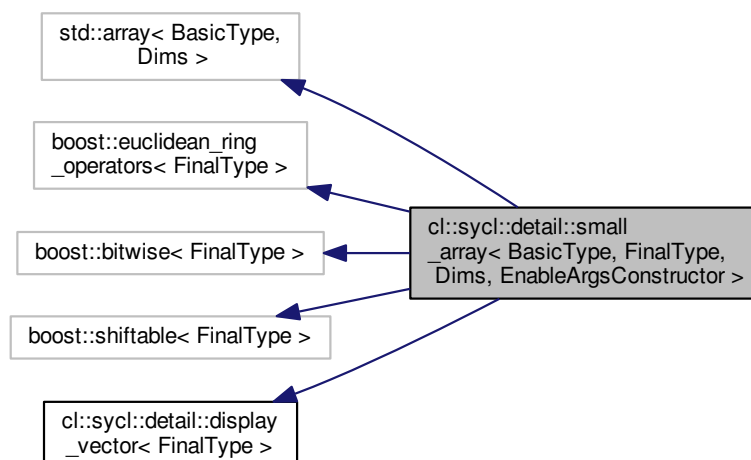 std::array< BasicType,
Dims >
boost::euclidean_ring
_operators< FinalType >
cl::sycl::detail::small
_array< BasicType, FinalType,
Dims, EnableArgsConstructor >
boost::bitwise< FinalType >
boost::shiftable< FinalType >
cl::sycl::detail::display
_vector< FinalType >